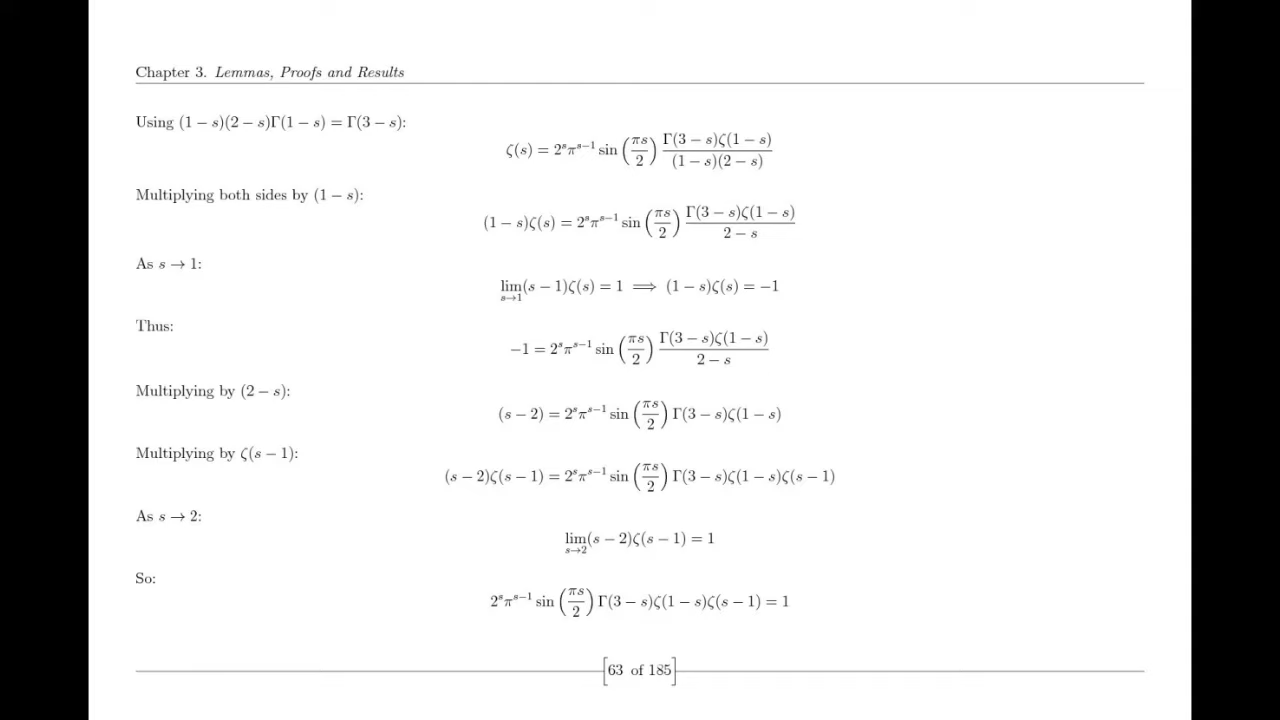 Chapter 3. Lemmas, Proofs and Results
Using (1 − s)(2 − s)Γ(1 − s) = Γ(3 − s):
ζ(s) = 2^s π^{s−1} sin (πs/2) Γ(3 − s)ζ(1 − s)/((1 − s)(2 − s))
Multiplying both sides by (1 − s):
(1 − s)ζ(s) = 2^s π^{s−1} sin (πs/2) Γ(3 − s)ζ(1 − s)/(2 − s)
As s → 1:
lim_{s→1}(s − 1)ζ(s) = 1 ⟹ (1 − s)ζ(s) = −1
Thus:
−1 = 2^s π^{s−1} sin (πs/2) Γ(3 − s)ζ(1 − s)/(2 − s)
Multiplying by (2 − s):
(s − 2) = 2^s π^{s−1} sin (πs/2) Γ(3 − s)ζ(1 − s)
Multiplying by ζ(s − 1):
(s − 2)ζ(s − 1) = 2^s π^{s−1} sin (πs/2) Γ(3 − s)ζ(1 − s)ζ(s − 1)
As s → 2:
lim_{s→2}(s − 2)ζ(s − 1) = 1
So:
2^s π^{s−1} sin (πs/2) Γ(3 − s)ζ(1 − s)ζ(s − 1) = 1
[63 of 185]